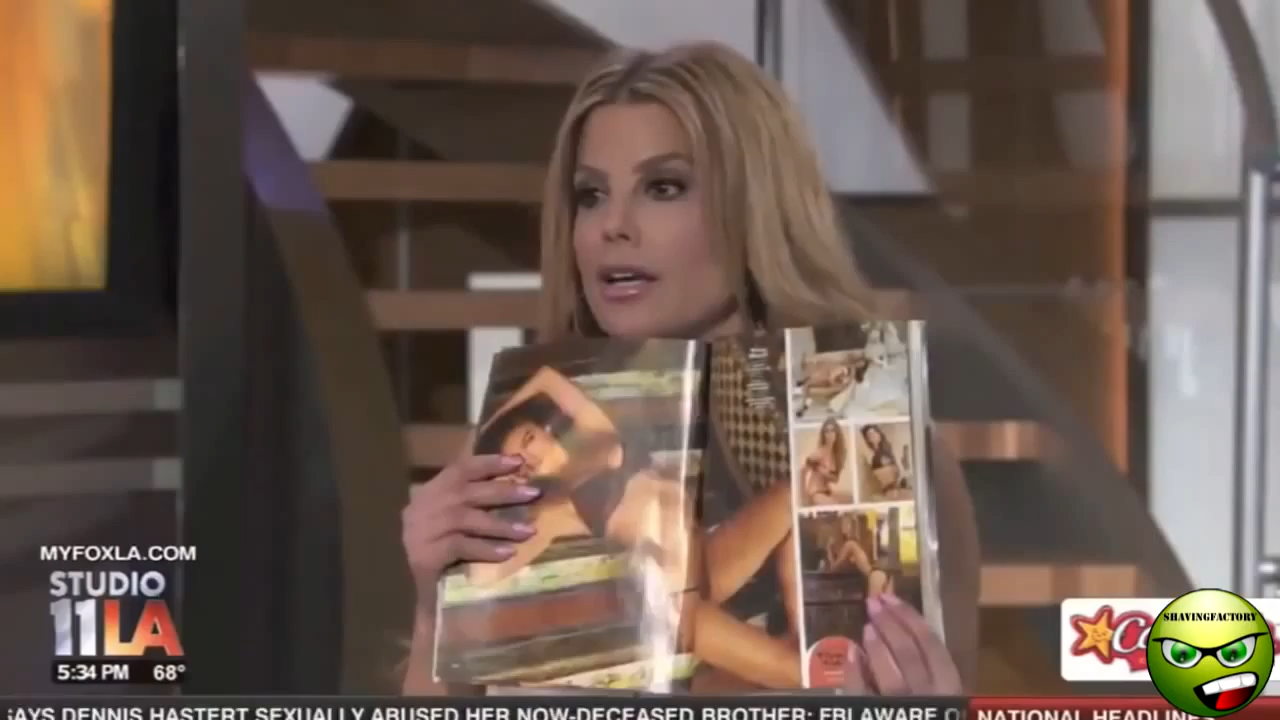 MYFOXLA.COM
STUDIO
11LA
5:34 PM 68°
SHAVINGFACTORY
AYS DENNIS HASTERT SEXUALLY ABUSED HER NOW-DECEASED BROTHER; FBI AWARE
NATIONAL HEADLI